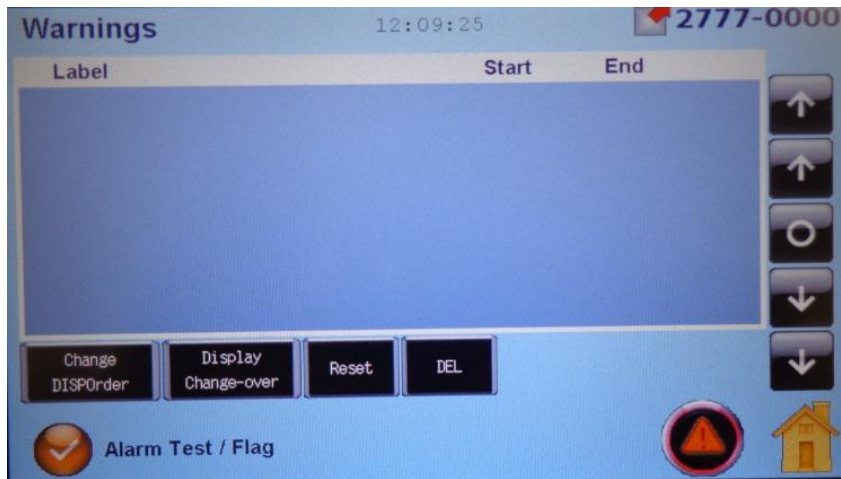 Warnings 12:09:25 2777-0000
Label Start End
Change DISPOrder
Display Change-over
Reset
DEL
Alarm Test / Flag